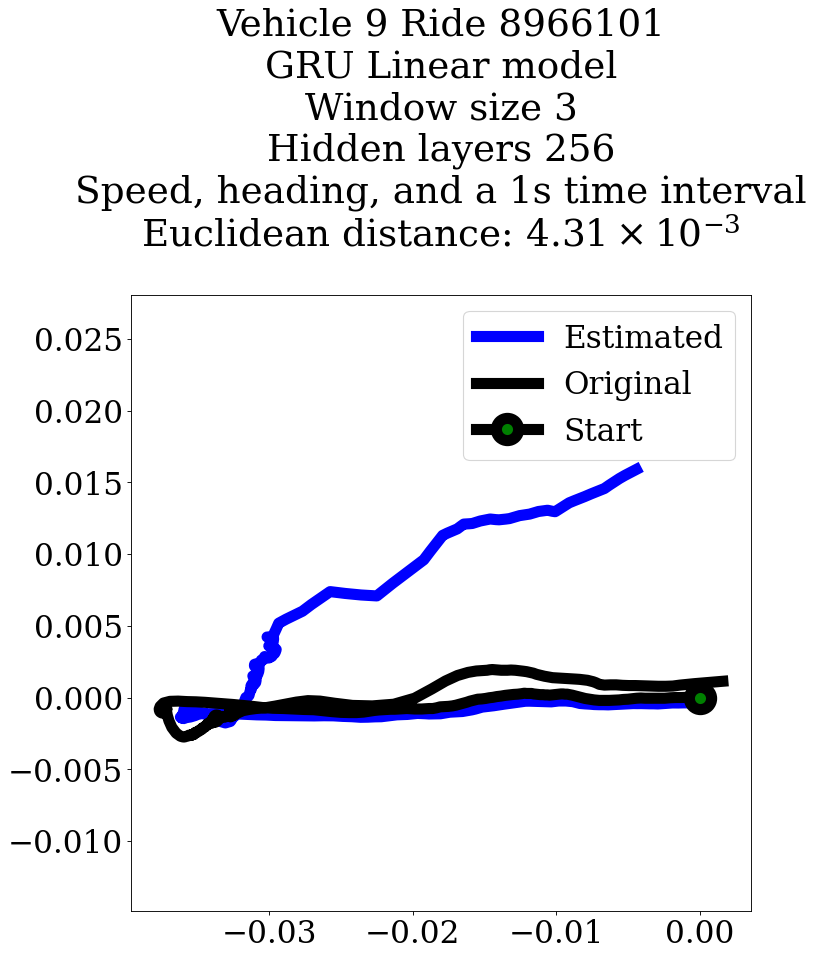 Vehicle 9 Ride 8966101
GRU Linear model
Window size 3
Hidden layers 256
Speed, heading, and a 1s time interval
Euclidean distance: 4.31 × 10⁻³
Estimated
Original
Start
0.025
0.020
0.015
0.010
0.005
0.000
−0.005
−0.010
−0.03
−0.02
−0.01
0.00